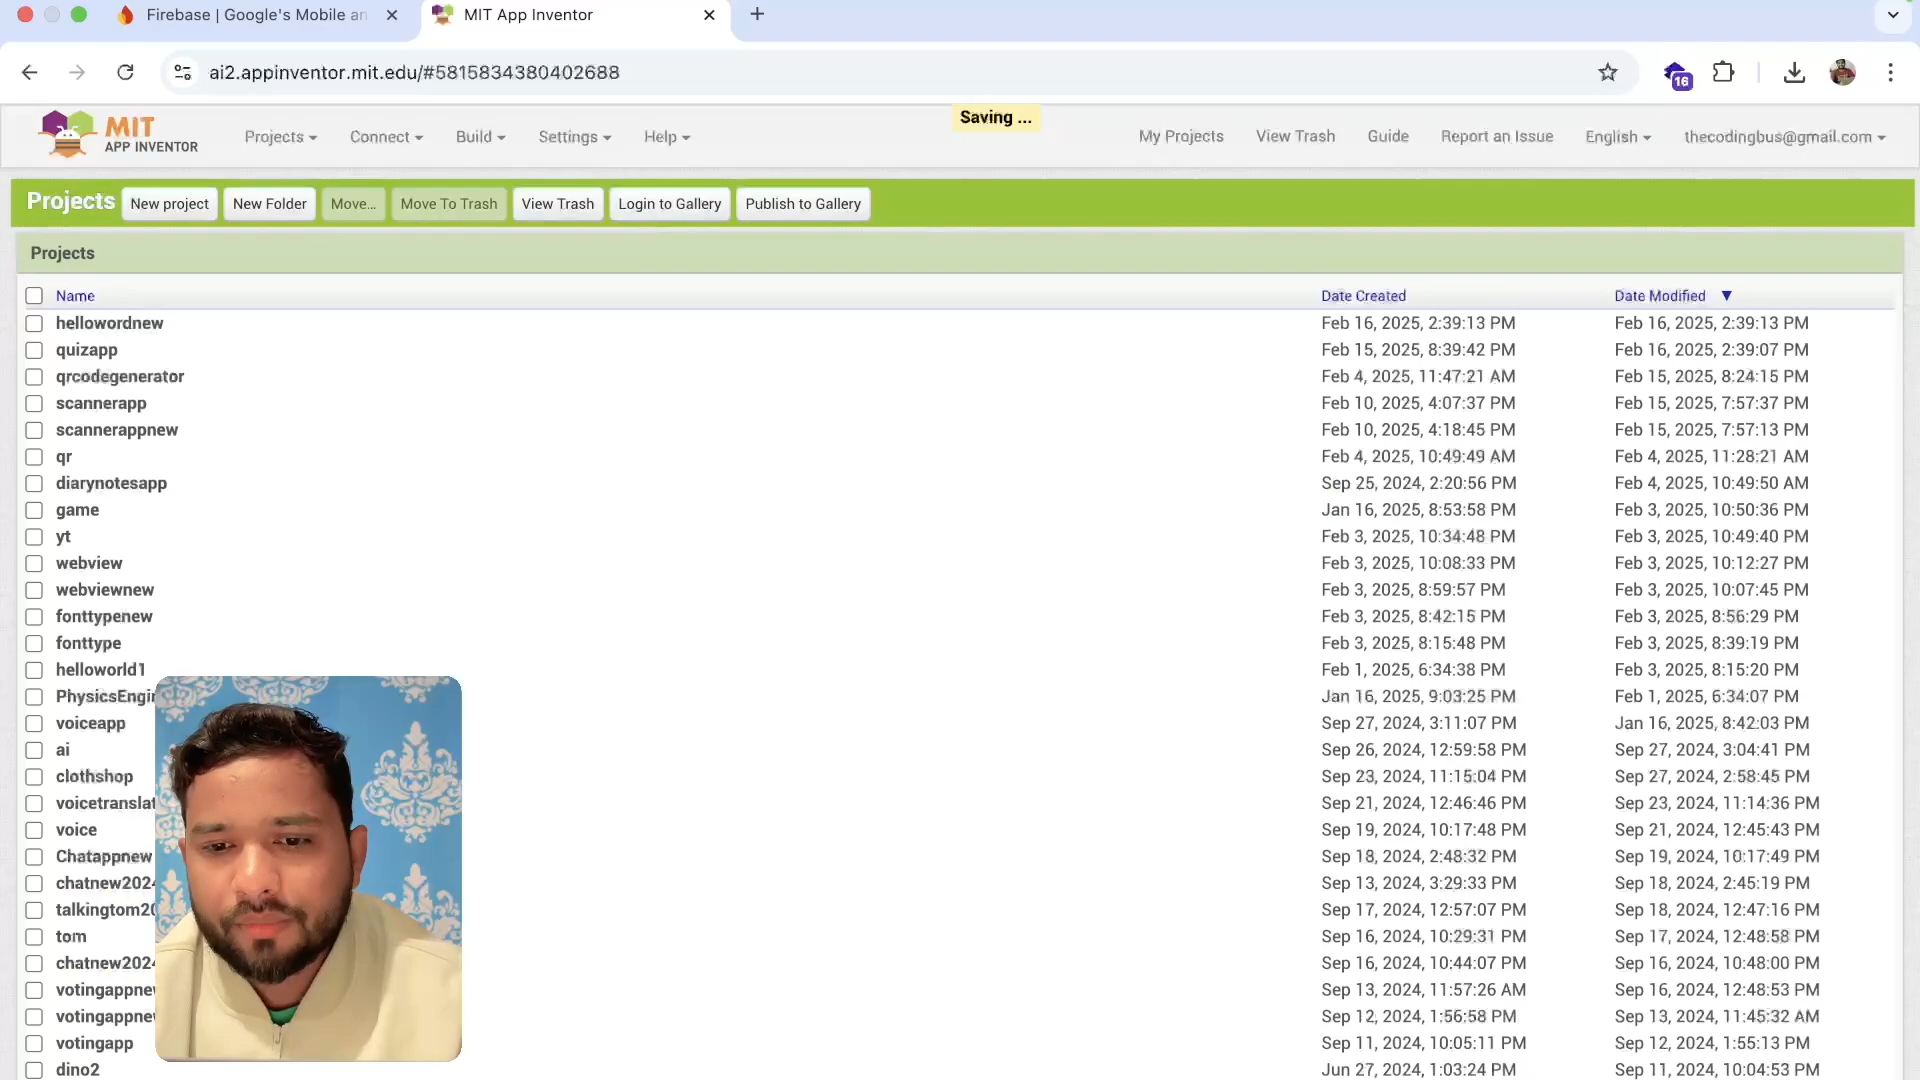 Firebase | Google's Mobile an
MIT App Inventor
ai2.appinventor.mit.edu/#5815834380402688
16
MIT
APP INVENTOR
Projects
Connect
Build
Settings
Help
Saving ...
My Projects
View Trash
Guide
Report an Issue
English
thecodingbus@gmail.com
Projects
New project
New Folder
Move...
Move To Trash
View Trash
Login to Gallery
Publish to Gallery
Projects
Name Date Created Date Modified ▼
hellowordnew Feb 16, 2025, 2:39:13 PM Feb 16, 2025, 2:39:13 PM
quizapp Feb 15, 2025, 8:39:42 PM Feb 16, 2025, 2:39:07 PM
qrcodegenerator Feb 4, 2025, 11:47:21 AM Feb 15, 2025, 8:24:15 PM
scannerapp Feb 10, 2025, 4:07:37 PM Feb 15, 2025, 7:57:37 PM
scannerappnew Feb 10, 2025, 4:18:45 PM Feb 15, 2025, 7:57:13 PM
qr Feb 4, 2025, 10:49:49 AM Feb 4, 2025, 11:28:21 AM
diarynotesapp Sep 25, 2024, 2:20:56 PM Feb 4, 2025, 10:49:50 AM
game Jan 16, 2025, 8:53:58 PM Feb 3, 2025, 10:50:36 PM
yt Feb 3, 2025, 10:34:48 PM Feb 3, 2025, 10:49:40 PM
webview Feb 3, 2025, 10:08:33 PM Feb 3, 2025, 10:12:27 PM
webviewnew Feb 3, 2025, 8:59:57 PM Feb 3, 2025, 10:07:45 PM
fonttypenew Feb 3, 2025, 8:42:15 PM Feb 3, 2025, 8:56:29 PM
fonttype Feb 3, 2025, 8:15:48 PM Feb 3, 2025, 8:39:19 PM
helloworld1 Feb 1, 2025, 6:34:38 PM Feb 3, 2025, 8:15:20 PM
PhysicsEngin Jan 16, 2025, 9:03:25 PM Feb 1, 2025, 6:34:07 PM
voiceapp Sep 27, 2024, 3:11:07 PM Jan 16, 2025, 8:42:03 PM
ai Sep 26, 2024, 12:59:58 PM Sep 27, 2024, 3:04:41 PM
clothshop Sep 23, 2024, 11:15:04 PM Sep 27, 2024, 2:58:45 PM
voicetranslat Sep 21, 2024, 12:46:46 PM Sep 23, 2024, 11:14:36 PM
voice Sep 19, 2024, 10:17:48 PM Sep 21, 2024, 12:45:43 PM
Chatappnew Sep 18, 2024, 2:48:32 PM Sep 19, 2024, 10:17:49 PM
chatnew2024 Sep 13, 2024, 3:29:33 PM Sep 18, 2024, 2:45:19 PM
talkingtom20 Sep 17, 2024, 12:57:07 PM Sep 18, 2024, 12:47:16 PM
tom Sep 16, 2024, 10:29:31 PM Sep 17, 2024, 12:48:58 PM
chatnew2024 Sep 16, 2024, 10:44:07 PM Sep 16, 2024, 10:48:00 PM
votingappnew Sep 13, 2024, 11:57:26 AM Sep 16, 2024, 12:48:53 PM
votingappnew Sep 12, 2024, 1:56:58 PM Sep 13, 2024, 11:45:32 AM
votingapp Sep 11, 2024, 10:05:11 PM Sep 12, 2024, 1:55:13 PM
dino2 Jun 27, 2024, 1:03:24 PM Sep 11, 2024, 10:04:53 PM